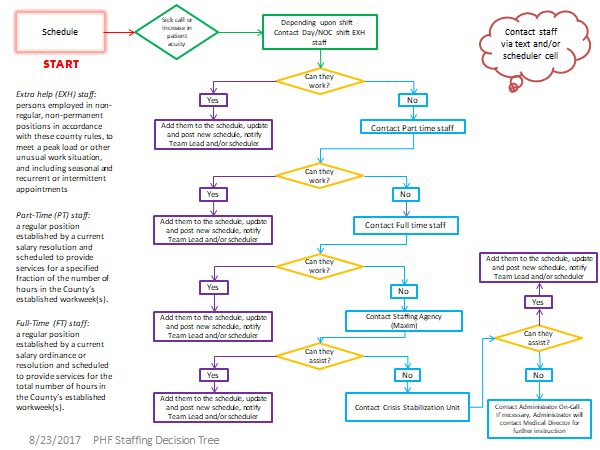 Schedule
START
Sick call or
Increase in
patient
acuity
Depending upon shift -
Contact Day/NOC shift EXH
staff
Contact staff
via text and/or
scheduler cell
Can they
work?
Yes
No
Add them to the schedule, update
and post new schedule, notify
Team Lead and/or scheduler
Contact Part time staff
Can they
work?
Yes
No
Add them to the schedule, update
and post new schedule, notify
Team Lead and/or scheduler
Contact Full time staff
Can they
work?
Yes
No
Add them to the schedule, update
and post new schedule, notify
Team Lead and/or scheduler
Contact Staffing Agency
(Maxim)
Can they
assist?
Yes
No
Add them to the schedule, update
and post new schedule, notify
Team Lead and/or scheduler
Contact Crisis Stabilization Unit
Add them to the schedule, update
and post new schedule, notify
Team Lead and/or scheduler
Yes
Can they
assist?
No
Contact Administrator On-Call .
If necessary, Administrator will
contact Medical Director for
further instruction
Extra help (EXH) staff:
persons employed in non-
regular, non-permanent
positions in accordance
with these county rules, to
meet a peak load or other
unusual work situation,
and including seasonal and
recurrent or intermittent
appointments
Part-Time (PT) staff:
a regular position
established by a current
salary resolution and
scheduled to provide
services for a specified
fraction of the number of
hours in the County's
established workweek(s).
Full-Time (FT) staff:
a regular position
established by a current
salary ordinance or
resolution and scheduled
to provide services for the
total number of hours in
the County's established
workweek(s).
8/23/2017 PHF Staffing Decision Tree